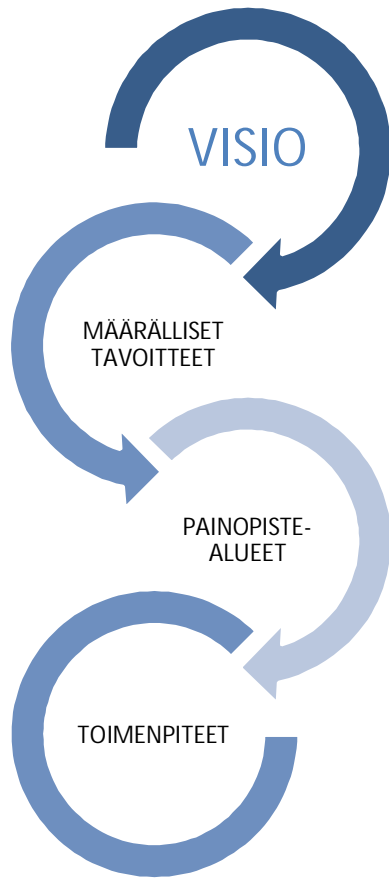 VISIO
MÄÄRÄLLISET
TAVOITTEET
PAINOPISTE-
ALUEET
TOIMENPITEET